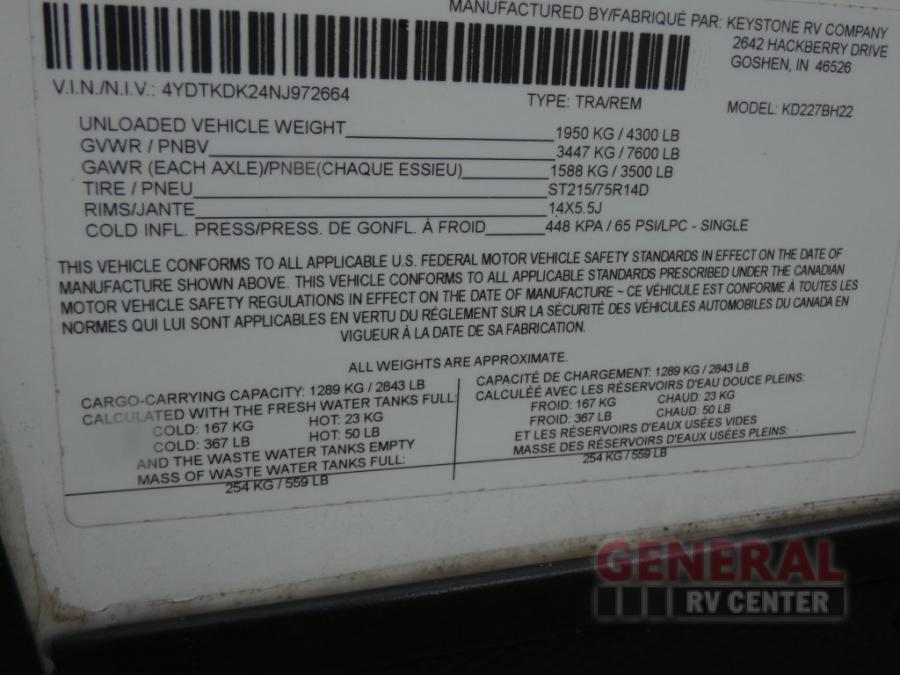 MANUFACTURED BY/FABRIQUÉ PAR: KEYSTONE RV COMPANY
2642 HACKBERRY DRIVE
GOSHEN, IN 46526
V.I.N./N.I.V.: 4YDTKDK24NJ972664
TYPE: TRA/REM
MODEL: KD227BH22
UNLOADED VEHICLE WEIGHT 1950 KG / 4300 LB
GVWR / PNBV 3447 KG / 7600 LB
GAWR (EACH AXLE)/PNBE(CHAQUE ESSIEU) 1588 KG / 3500 LB
TIRE / PNEU ST215/75R14D
RIMS/JANTE 14X5.5J
COLD INFL. PRESS/PRESS. DE GONFL. À FROID 448 KPA / 65 PSI/LPC - SINGLE
THIS VEHICLE CONFORMS TO ALL APPLICABLE U.S. FEDERAL MOTOR VEHICLE SAFETY STANDARDS IN EFFECT ON THE DATE OF
MANUFACTURE SHOWN ABOVE. THIS VEHICLE CONFORMS TO ALL APPLICABLE STANDARDS PRESCRIBED UNDER THE CANADIAN
MOTOR VEHICLE SAFETY REGULATIONS IN EFFECT ON THE DATE OF MANUFACTURE ~ CE VÉHICULE EST CONFORME À TOUTES LES
NORMES QUI LUI SONT APPLICABLES EN VERTU DU RÉGLEMENT SUR LA SÉCURITÉ DES VÉHICULES AUTOMOBILES DU CANADA EN
VIGUEUR À LA DATE DE SA FABRICATION.
ALL WEIGHTS ARE APPROXIMATE.
CARGO-CARRYING CAPACITY: 1289 KG / 2843 LB
CALCULATED WITH THE FRESH WATER TANKS FULL:
COLD: 167 KG HOT: 23 KG
COLD: 367 LB HOT: 50 LB
AND THE WASTE WATER TANKS EMPTY
MASS OF WASTE WATER TANKS FULL:
254 KG / 559 LB
CAPACITÉ DE CHARGEMENT: 1289 KG / 2843 LB
CALCULÉE AVEC LES RÉSERVOIRS D'EAU DOUCE PLEINS:
FROID: 167 KG CHAUD: 23 KG
FROID: 367 LB CHAUD: 50 LB
ET LES RÉSERVOIRS D'EAUX USÉES VIDES
MASSE DES RÉSERVOIRS D'EAUX USÉES PLEINS:
254 KG / 559 LB
GENERAL
RV CENTER